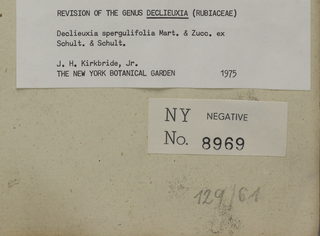 REVISION OF THE GENUS DECLIEUXIA (RUBIACEAE)
Declieuxia spergulifolia Mart. & Zucc. ex
Schult. & Schult.
J. H. Kirkbride, Jr.
THE NEW YORK BOTANICAL GARDEN 1975
NY NEGATIVE
No. 8969
129/61